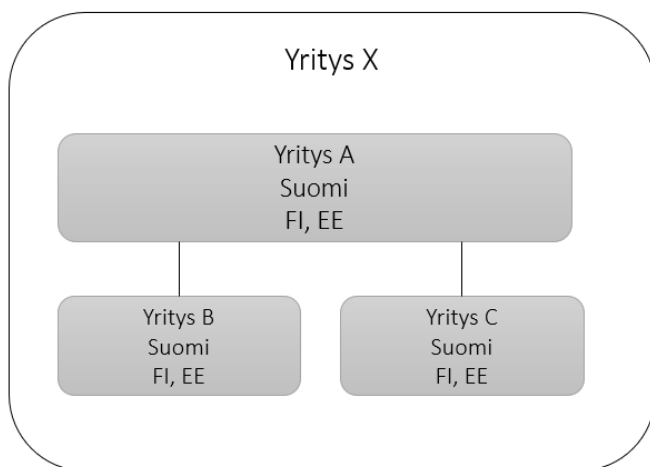 Yritys X
Yritys A
Suomi
FI, EE
Yritys B
Suomi
FI, EE
Yritys C
Suomi
FI, EE